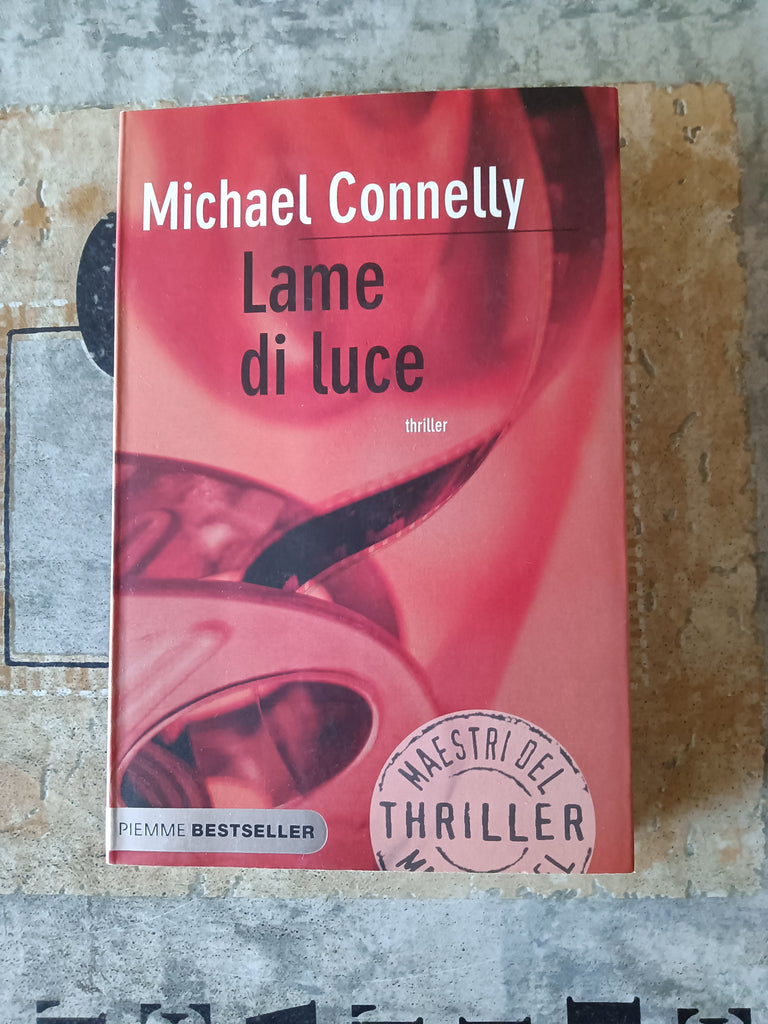 Michael Connelly
Lame
di luce
thriller
MAESTRI DEL
THRILLER
PIEMME BESTSELLER